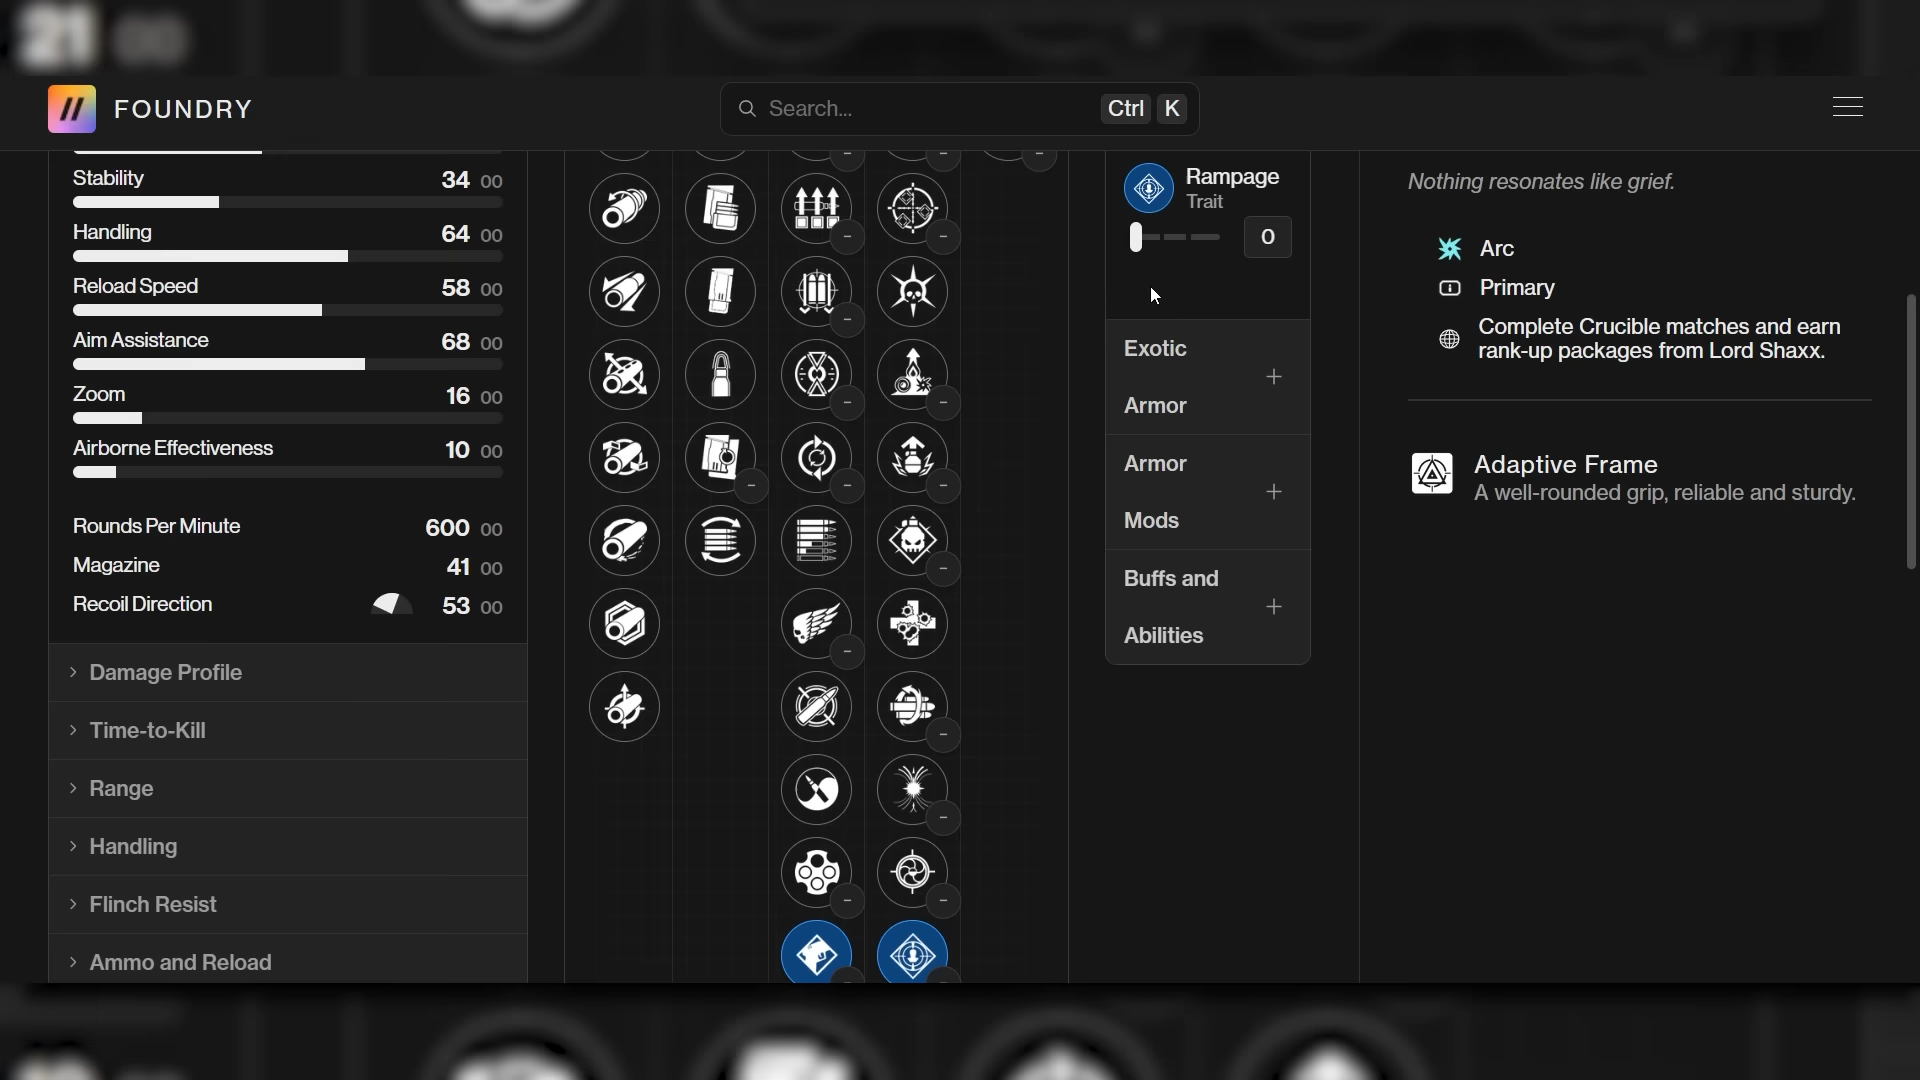 21 00
FOUNDRY
Search...
Ctrl K
Stability
34 00
Handling
64 00
Reload Speed
58 00
Aim Assistance
68 00
Zoom
16 00
Airborne Effectiveness
10 00
Rounds Per Minute
600 00
Magazine
41 00
Recoil Direction
53 00
Damage Profile
Time-to-Kill
Range
Handling
Flinch Resist
Ammo and Reload
Rampage
Trait
0
Exotic
Armor
Armor
Mods
Buffs and
Abilities
Nothing resonates like grief.
Arc
Primary
Complete Crucible matches and earn
rank-up packages from Lord Shaxx.
Adaptive Frame
A well-rounded grip, reliable and sturdy.